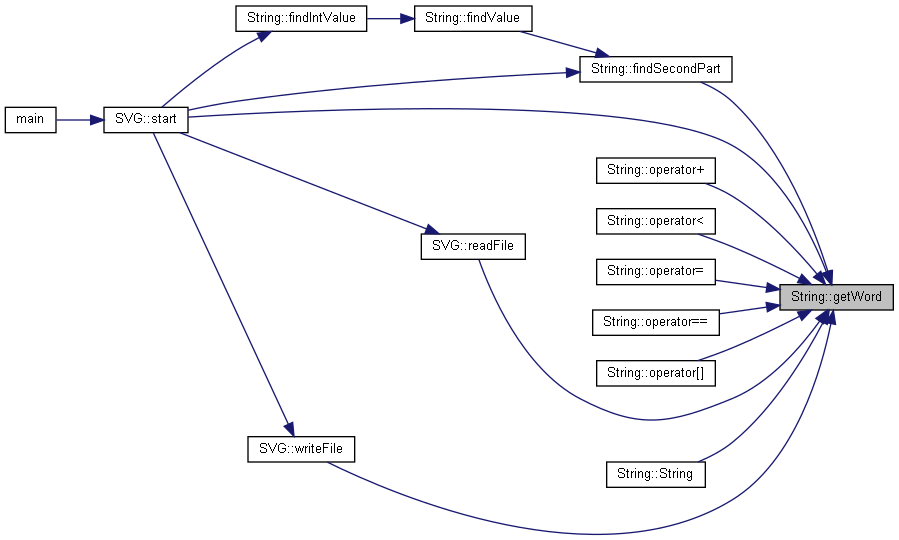 String::findIntValue
String::findValue
String::findSecondPart
main
SVG::start
String::operator+
String::operator<
SVG::readFile
String::operator=
String::getWord
String::operator==
String::operator[]
SVG::writeFile
String::String